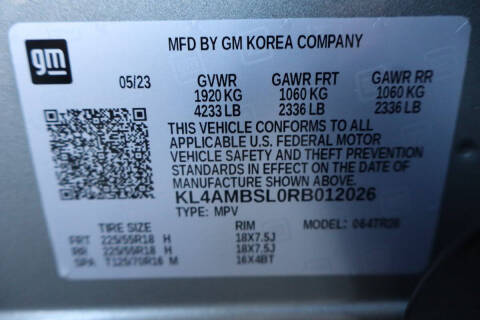 gm
MFD BY GM KOREA COMPANY
05/23 GVWR GAWR FRT GAWR RR
1920 KG 1060 KG 1060 KG
4233 LB 2336 LB 2336 LB
THIS VEHICLE CONFORMS TO ALL
APPLICABLE U.S. FEDERAL MOTOR
VEHICLE SAFETY AND THEFT PREVENTION
STANDARDS IN EFFECT ON THE DATE OF
MANUFACTURE SHOWN ABOVE.
KL4AMBSL0RB012026
TYPE: MPV MODEL:
TIRE SIZE RIM
FRT 225/55R18 H 18X7.5J
RR 225/55R18 H 18X7.5J
SPA T125/70R16 M 16X4BT